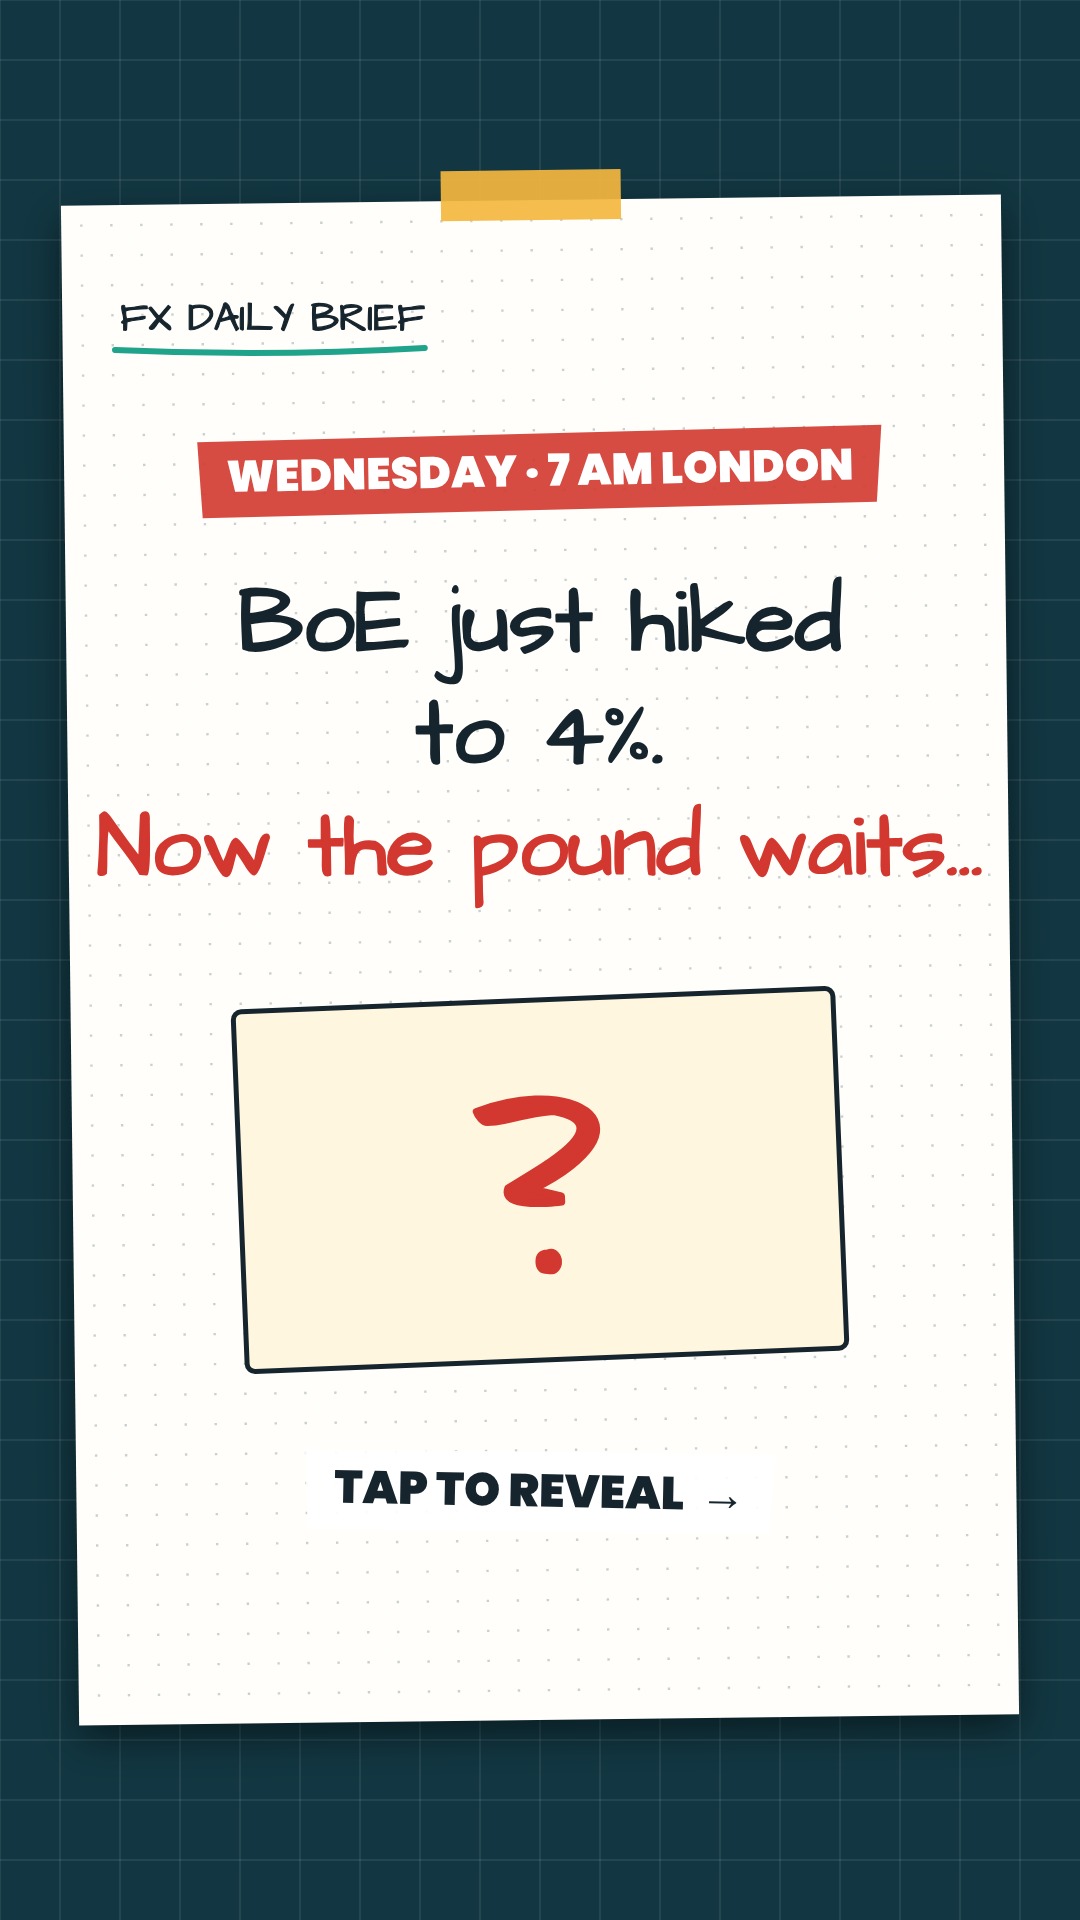 FX DAILY BRIEF
WEDNESDAY • 7 AM LONDON
BoE just hiked
to 4%.
Now the pound waits...
?
TAP TO REVEAL →